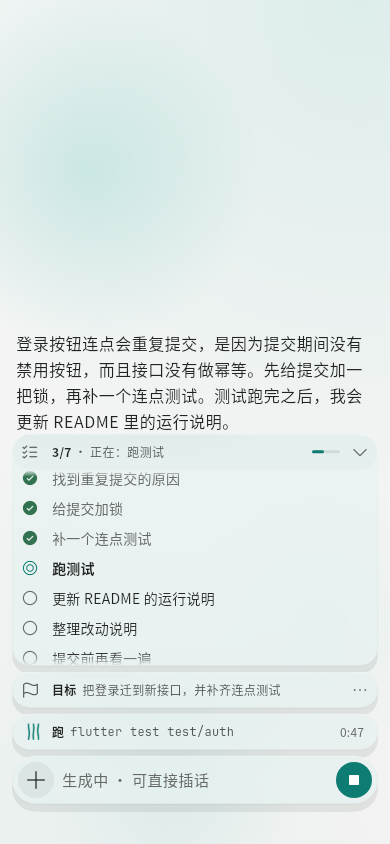 登录按钮连点会重复提交，是因为提交期间没有
禁用按钮，而且接口没有做幂等。先给提交加一
把锁，再补一个连点测试。测试跑完之后，我会
更新 README 里的运行说明。
3/7 · 正在：跑测试
找到重复提交的原因
给提交加锁
补一个连点测试
跑测试
更新 README 的运行说明
整理改动说明
提交前再看一遍
目标 把登录迁到新接口，并补齐连点测试
跑 flutter test test/auth 0:47
生成中 · 可直接插话